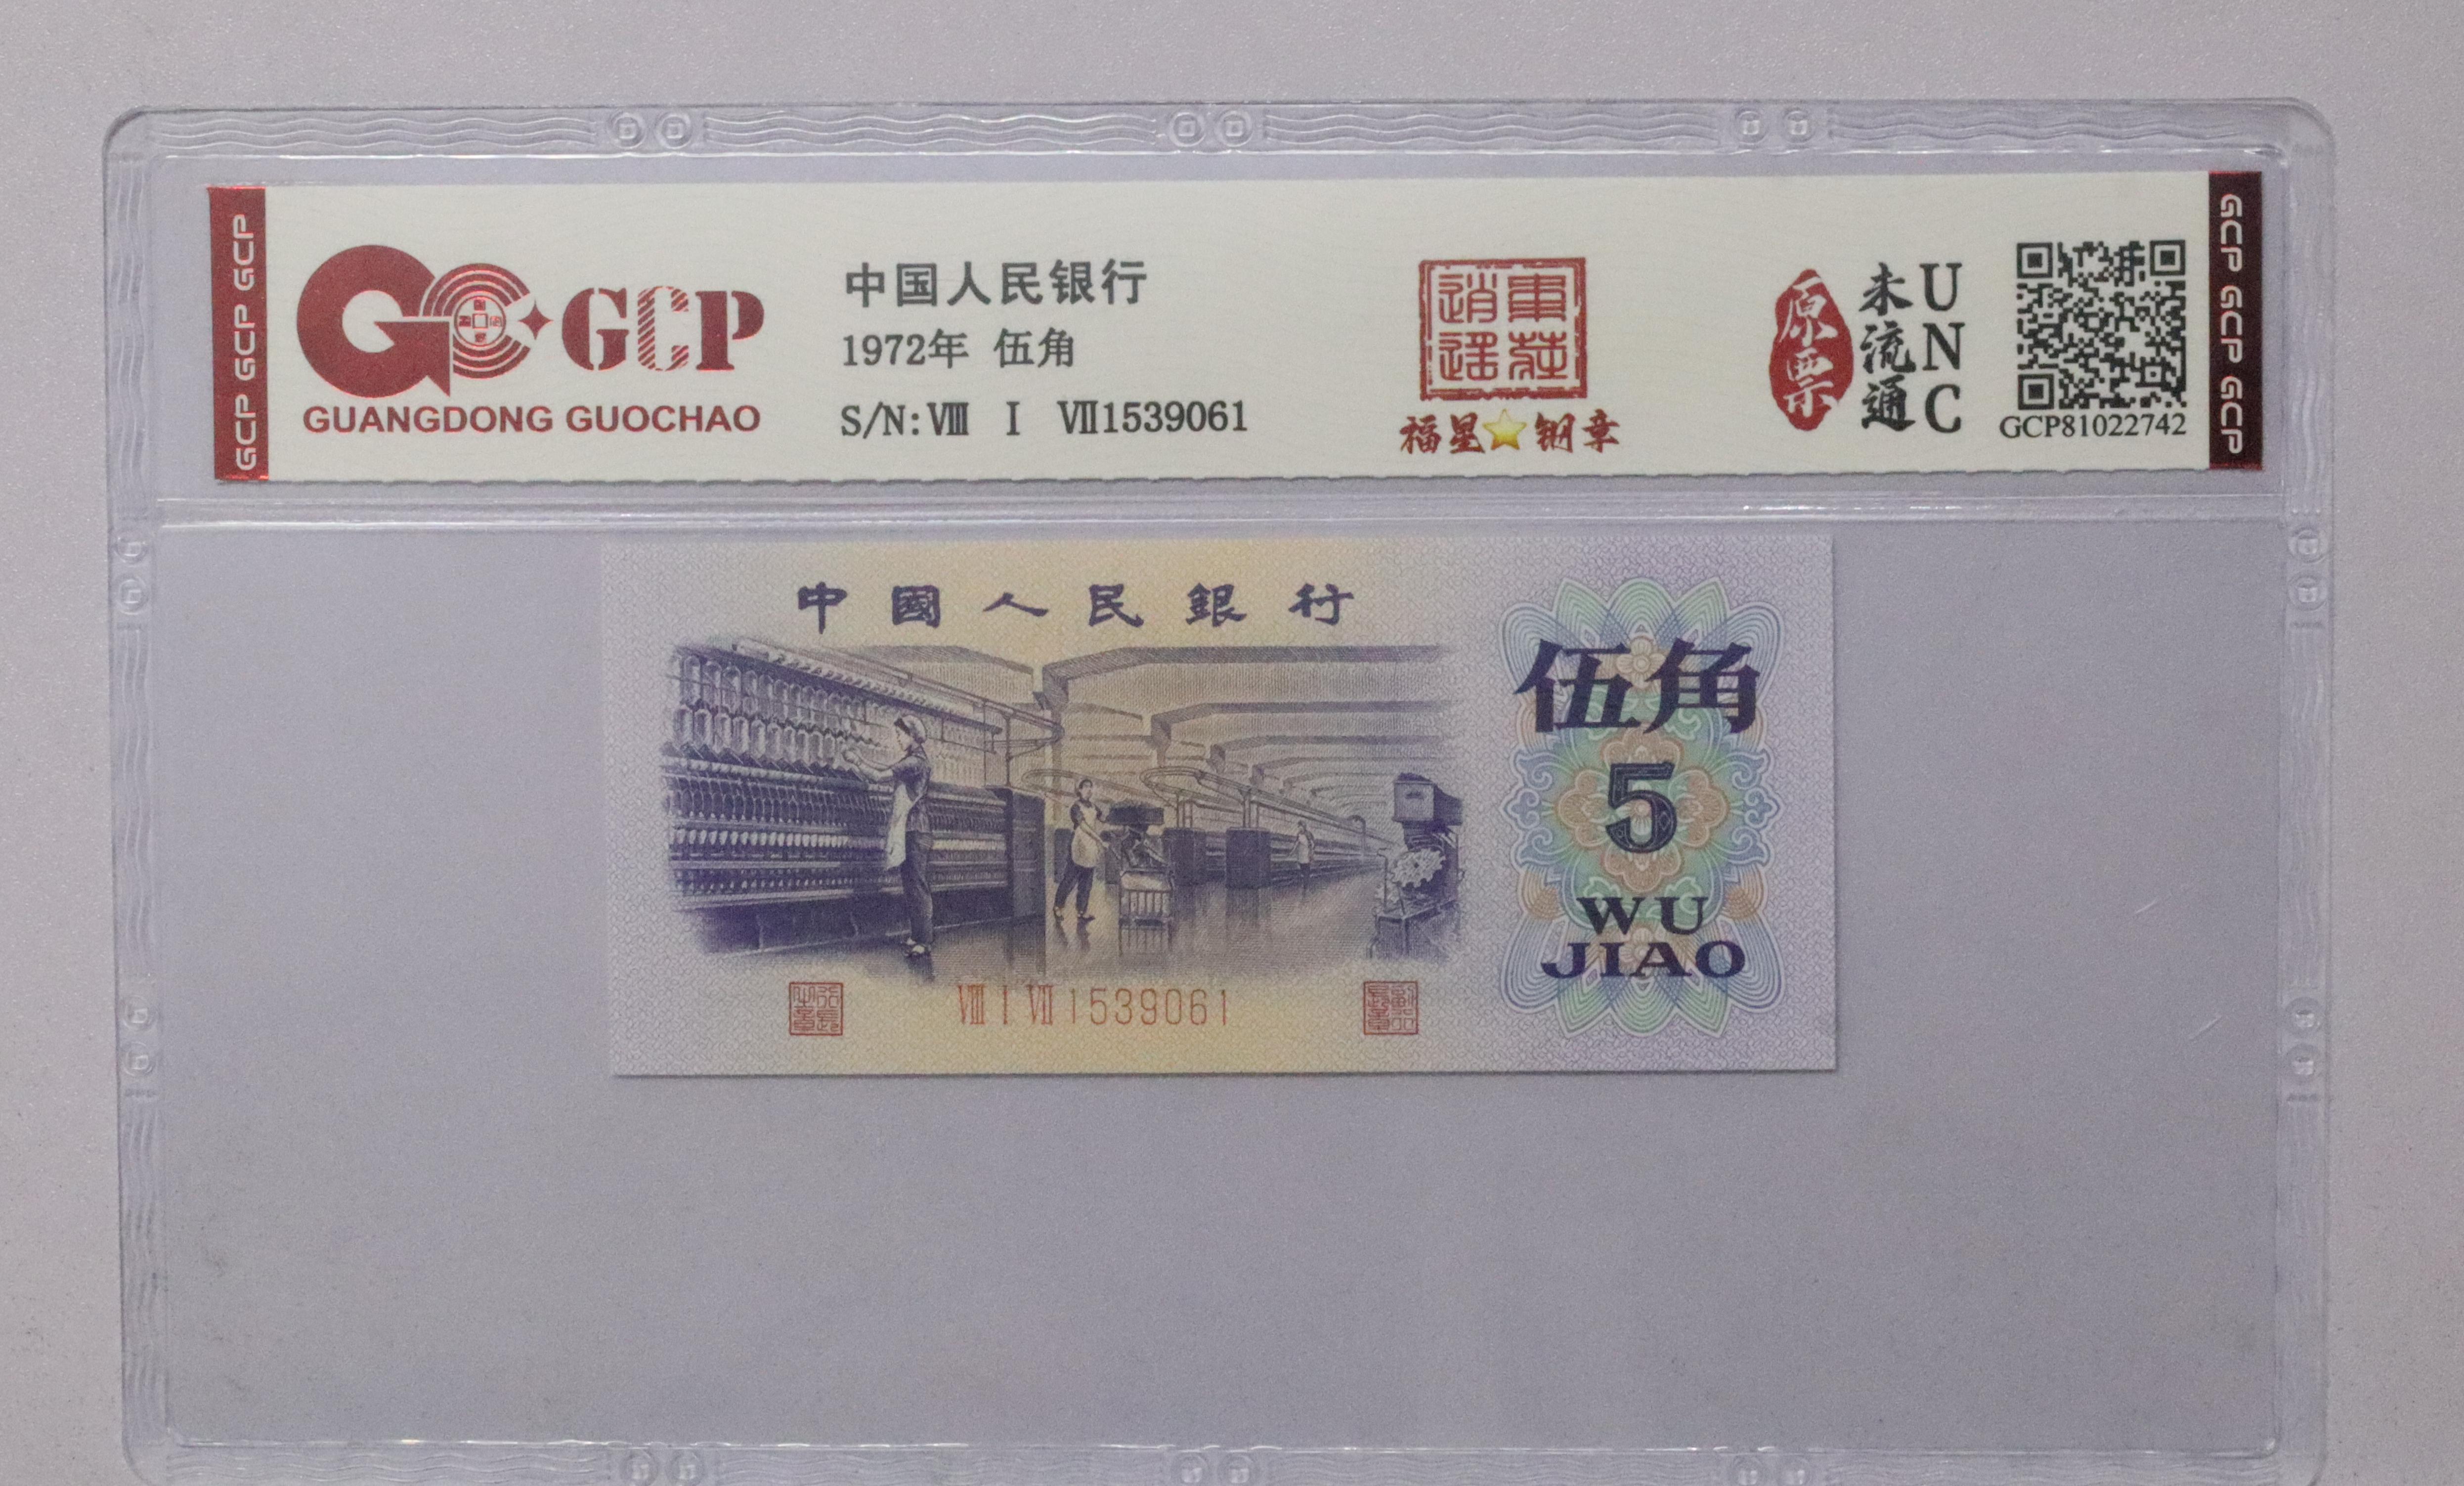 GCP GCP GCP
GCP
GUANGDONG GUOCHAO
中国人民银行
1972年 伍角
S/N: Ⅷ Ⅰ Ⅶ1539061
福星⭐钢章
原票
未流通
UNC
GCP81022742
GCP GCP GCP
中國人民銀行
伍角
5
WU
JIAO
Ⅷ Ⅰ Ⅶ 1539061